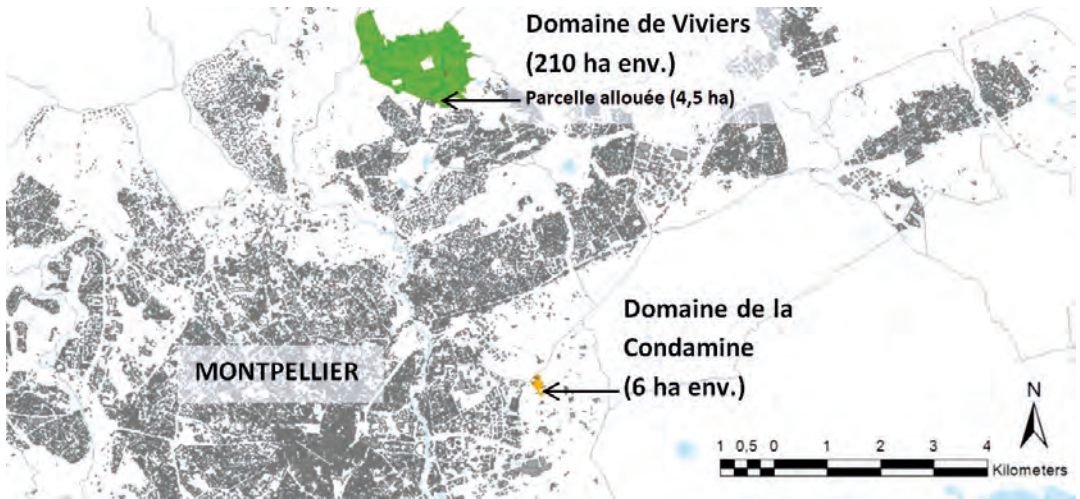 Domaine de Viviers
(210 ha env.)
Parcelle allouée (4,5 ha)
Domaine de la
Condamine
(6 ha env.)
MONTPELLIER
N
1 0,5 0 1 2 3 4
Kilometers